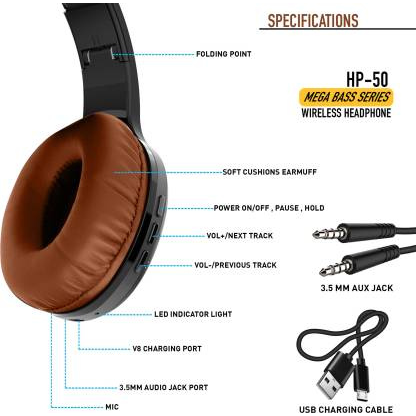 SPECIFICATIONS
HP-50
MEGA BASS SERIES
WIRELESS HEADPHONE
FOLDING POINT
SOFT CUSHIONS EARMUFF
POWER ON/OFF , PAUSE , HOLD
VOL+/NEXT TRACK
VOL-/PREVIOUS TRACK
3.5 MM AUX JACK
LED INDICATOR LIGHT
V8 CHARGING PORT
3.5MM AUDIO JACK PORT
MIC
USB CHARGING CABLE